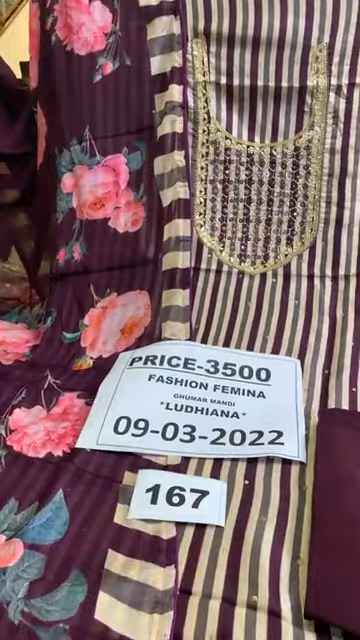 PRICE-3500
FASHION FEMINA
GHUMAR MANDI
*LUDHIANA*
09-03-2022
167